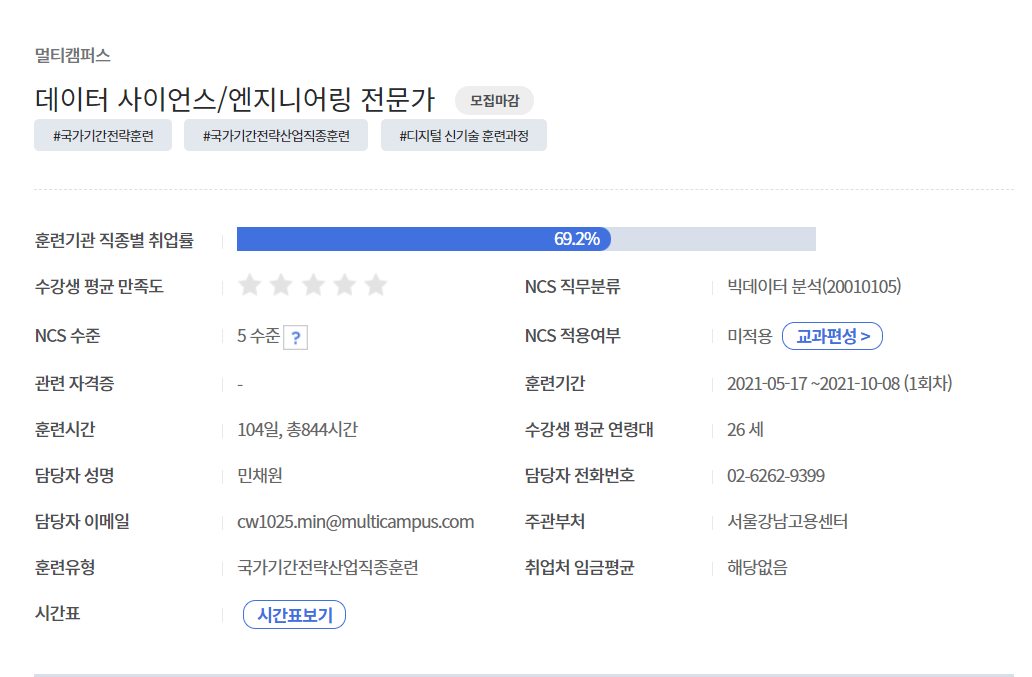 멀티캠퍼스
데이터 사이언스/엔지니어링 전문가 모집마감
#국가기간전략훈련 #국가기간전략산업직종훈련 #디지털 신기술 훈련과정
훈련기관 직종별 취업률 69.2%
수강생 평균 만족도 NCS 직무분류 빅데이터 분석(20010105)
NCS 수준 5 수준 ? NCS 적용여부 미적용 교과편성 >
관련 자격증 - 훈련기간 2021-05-17 ~2021-10-08 (1회차)
훈련시간 104일, 총844시간 수강생 평균 연령대 26 세
담당자 성명 민채원 담당자 전화번호 02-6262-9399
담당자 이메일 cw1025.min@multicampus.com 주관부처 서울강남고용센터
훈련유형 국가기간전략산업직종훈련 취업처 임금평균 해당없음
시간표 시간표보기